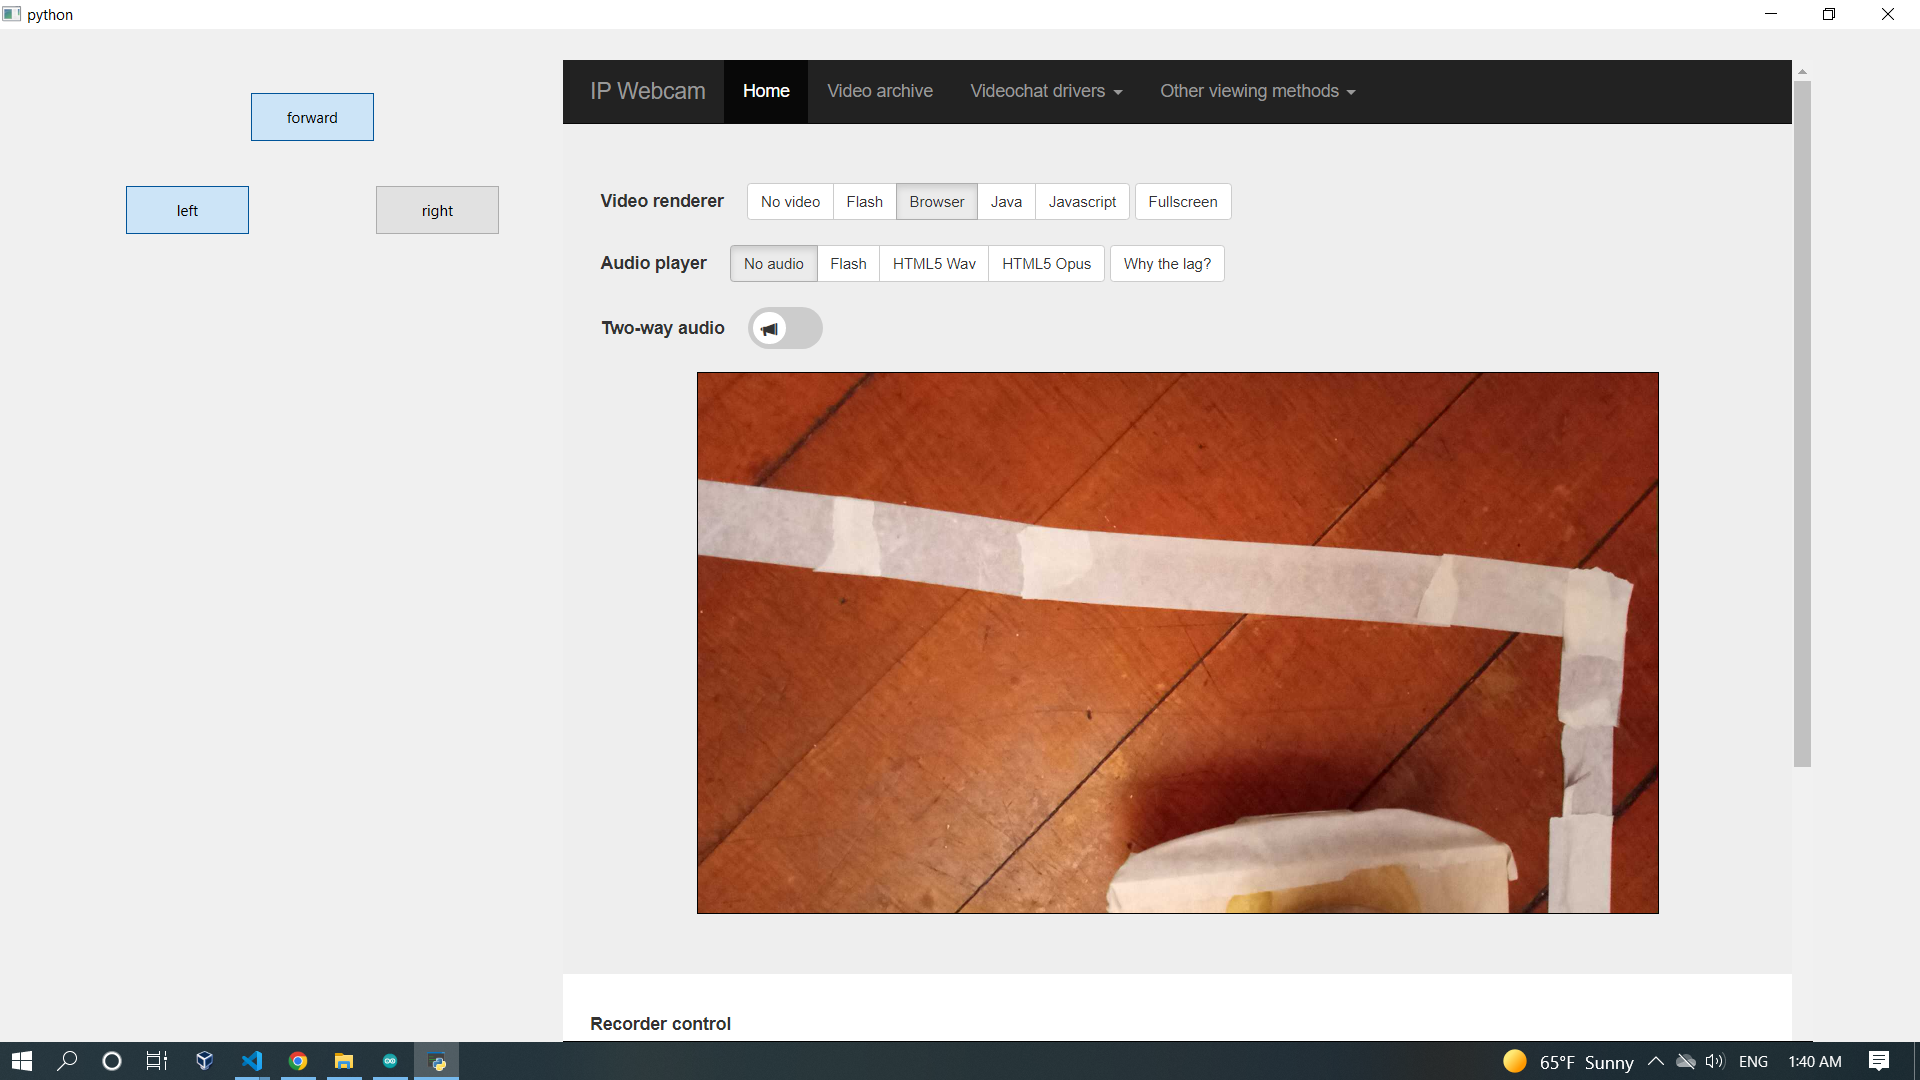 python
forward
left right
IP Webcam Home Video archive Videochat drivers Other viewing methods
Video renderer No video Flash Browser Java Javascript Fullscreen
Audio player No audio Flash HTML5 Wav HTML5 Opus Why the lag?
Two-way audio
Recorder control
65°F Sunny ENG 1:40 AM